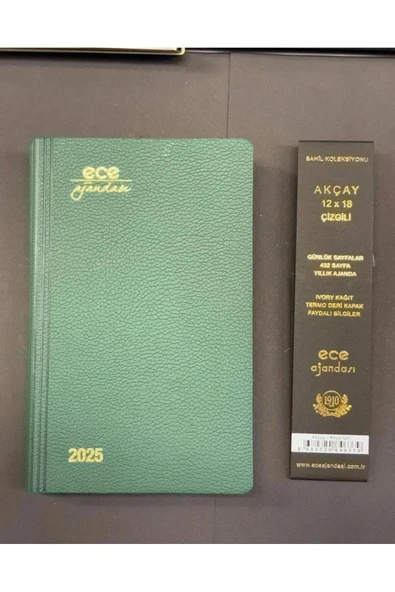 ece
ajandası
2025
SAHİL KOLEKSİYONU
AKÇAY
12 x 18
ÇİZGİLİ
GÜNLÜK SAYFALAR
432 SAYFA
YILLIK AJANDA
IVORY KAĞIT
TERMO DERİ KAPAK
FAYDALI BİLGİLER
ece
ajandası
1910
www.eceajandasi.com.tr